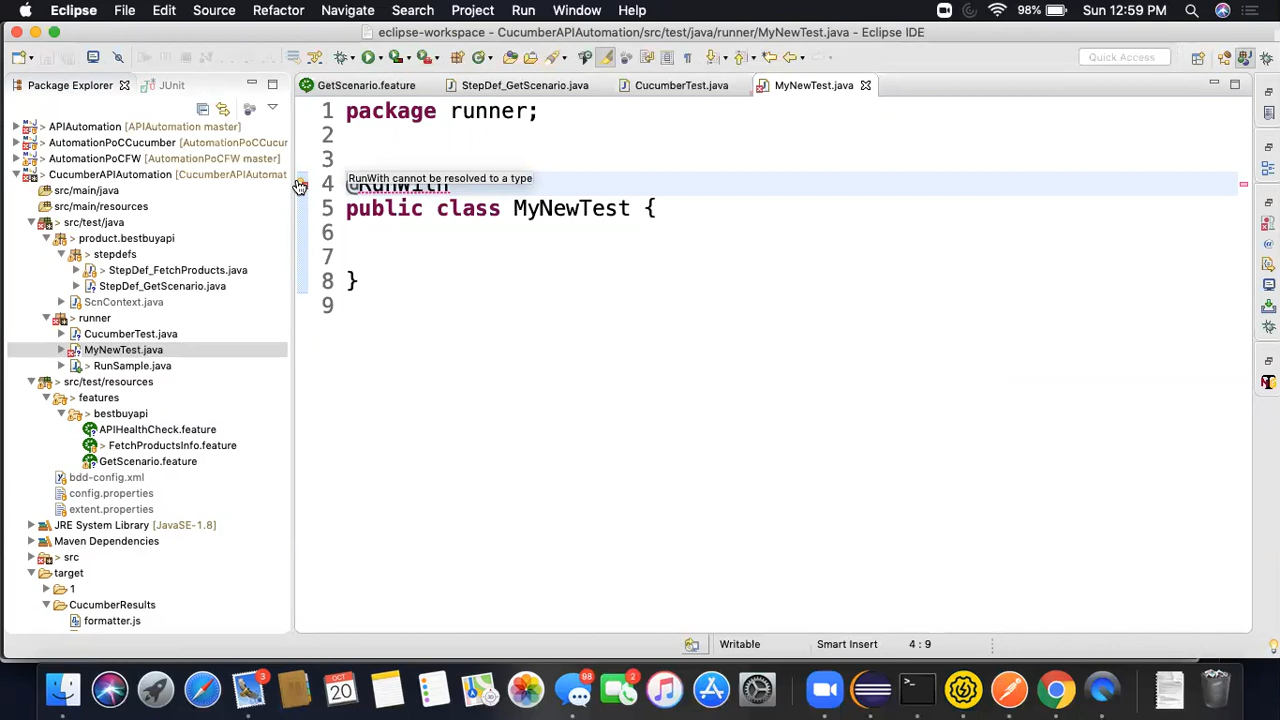 Eclipse File Edit Source Refactor Navigate Search Project Run Window Help 98% Sun 12:59 PM
eclipse-workspace - CucumberAPIAutomation/src/test/java/runner/MyNewTest.java - Eclipse IDE
Quick Access
Package Explorer JUnit
GetScenario.feature StepDef_GetScenario.java CucumberTest.java MyNewTest.java
> APIAutomation [APIAutomation master]
> AutomationPoCCucumber [AutomationPoCCucur
> AutomationPoCFW [AutomationPoCFW master]
> CucumberAPIAutomation [CucumberAPIAutomat
src/main/java
src/main/resources
> src/test/java
> product.bestbuyapi
> stepdefs
> StepDef_FetchProducts.java
StepDef_GetScenario.java
ScnContext.java
> runner
CucumberTest.java
MyNewTest.java
> RunSample.java
> src/test/resources
> features
> bestbuyapi
APIHealthCheck.feature
> FetchProductsInfo.feature
GetScenario.feature
bdd-config.xml
config.properties
extent.properties
JRE System Library [JavaSE-1.8]
Maven Dependencies
> src
> target
> 1
CucumberResults
formatter.js
1 package runner;
2
3
RunWith cannot be resolved to a type
4 @RunWith
5 public class MyNewTest {
6
7
8 }
9
Writable Smart Insert 4 : 9
3 OCT 20 98 2